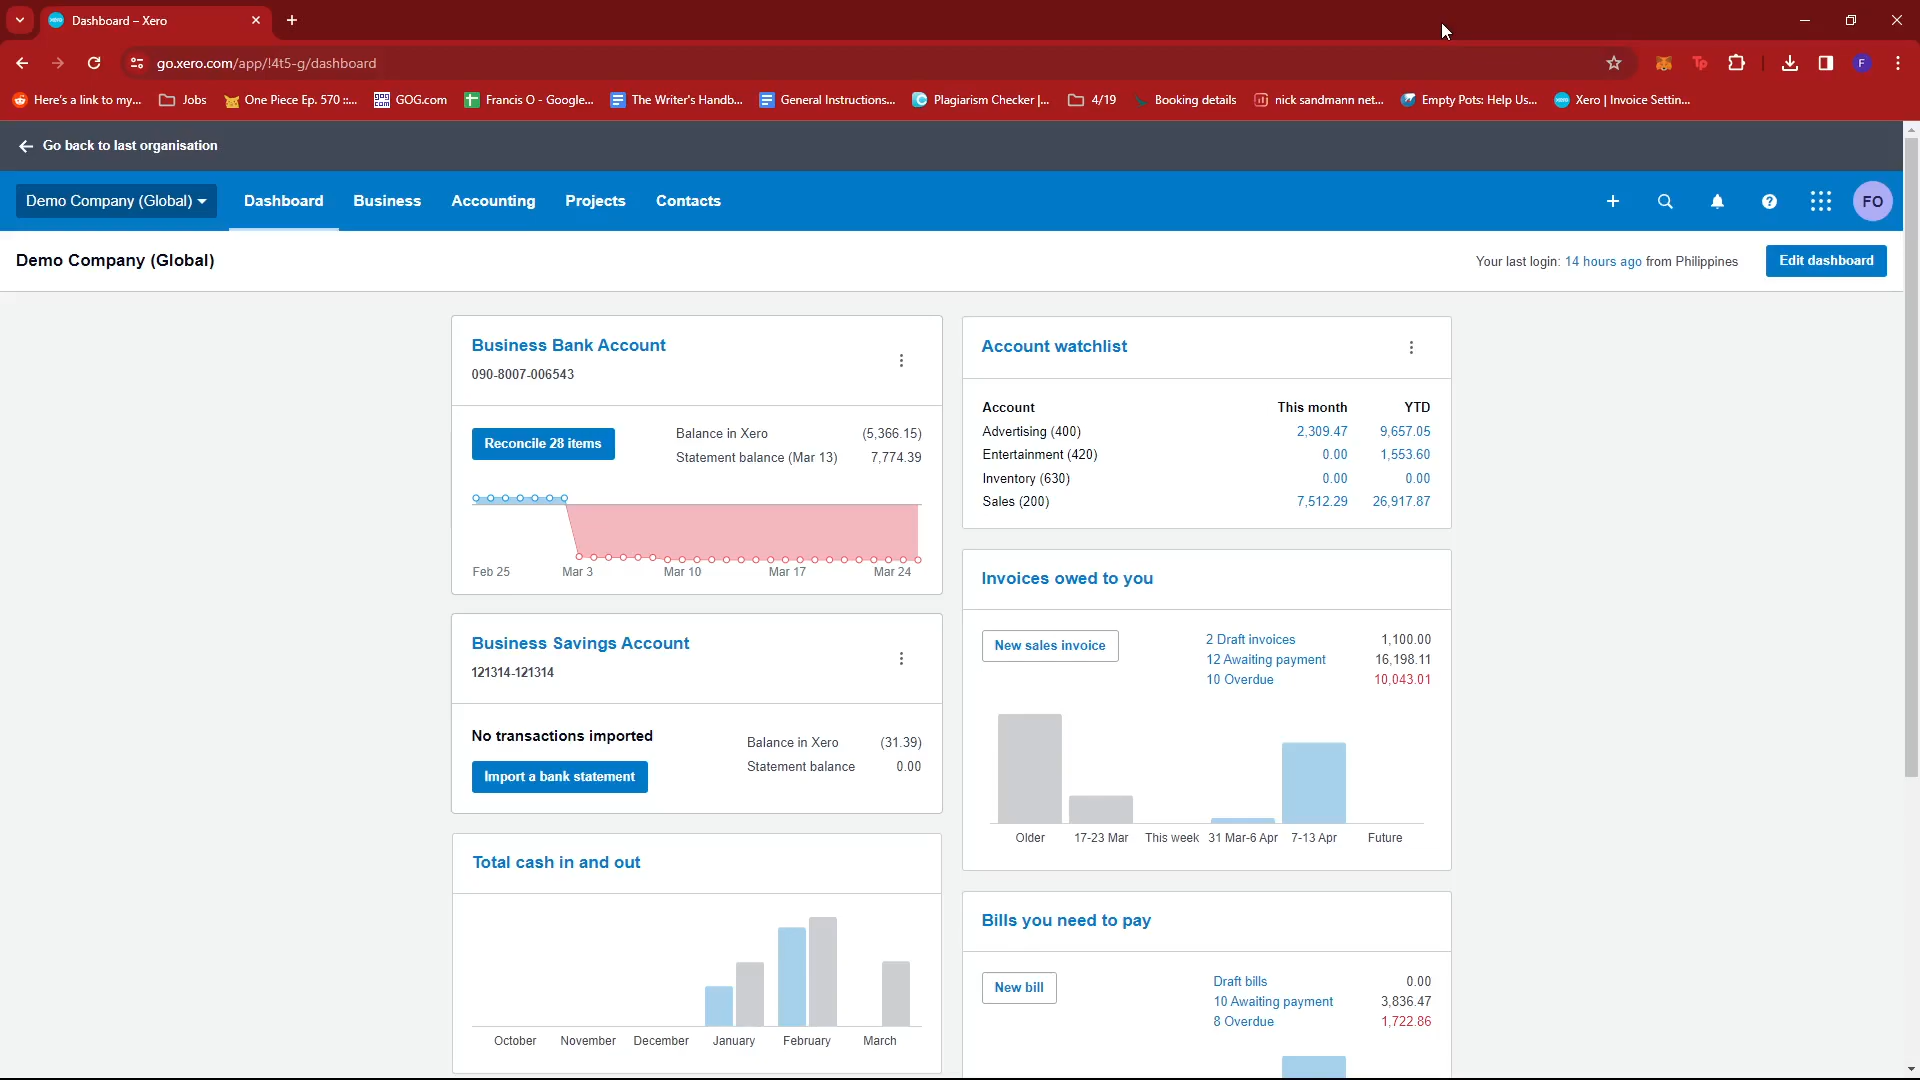 Dashboard – Xero
go.xero.com/app/!4t5-g/dashboard
Here's a link to my...
Jobs
One Piece Ep. 570 ::...
GOG.com
Francis O - Google...
The Writer's Handb...
General Instructions...
Plagiarism Checker |...
4/19
Booking details
nick sandmann net...
Empty Pots: Help Us...
Xero | Invoice Settin...
Go back to last organisation
Demo Company (Global)
Dashboard
Business
Accounting
Projects
Contacts
FO
Demo Company (Global)
Your last login: 14 hours ago from Philippines
Edit dashboard
Business Bank Account
090-8007-006543
Reconcile 28 items
Balance in Xero (5,366.15)
Statement balance (Mar 13) 7,774.39
Feb 25 Mar 3 Mar 10 Mar 17 Mar 24
Business Savings Account
121314-121314
No transactions imported
Import a bank statement
Balance in Xero (31.39)
Statement balance 0.00
Total cash in and out
October November December January February March
Account watchlist
Account This month YTD
Advertising (400) 2,309.47 9,657.05
Entertainment (420) 0.00 1,553.60
Inventory (630) 0.00 0.00
Sales (200) 7,512.29 26,917.87
Invoices owed to you
New sales invoice
2 Draft invoices 1,100.00
12 Awaiting payment 16,198.11
10 Overdue 10,043.01
Older 17-23 Mar This week 31 Mar-6 Apr 7-13 Apr Future
Bills you need to pay
New bill
Draft bills 0.00
10 Awaiting payment 3,836.47
8 Overdue 1,722.86